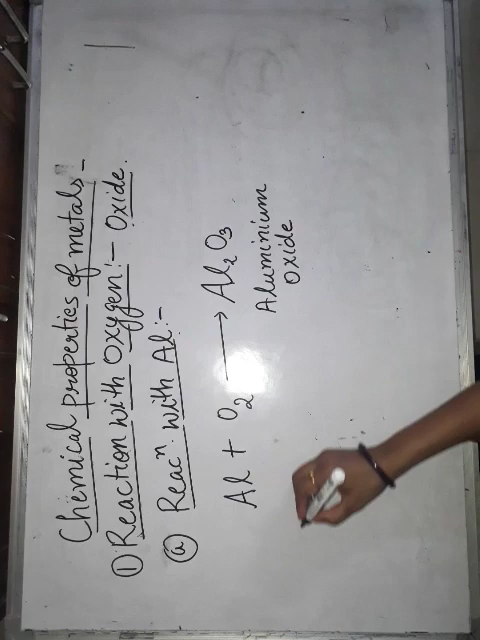 Chemical properties of metals -
① Reaction with Oxygen :- Oxide.
ⓐ Reacⁿ. with Al :-
Al + O₂ ⟶ Al₂O₃
Aluminium
Oxide